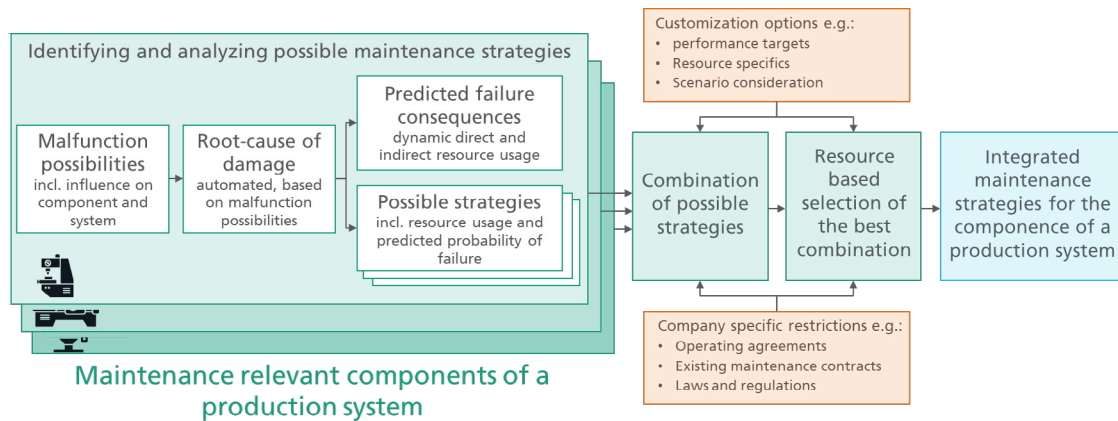 Identifying and analyzing possible maintenance strategies
Malfunction
possibilities
incl. influence on
component and
system
Root-cause of
damage
automated, based
on malfunction
possibilities
Predicted failure
consequences
dynamic direct and
indirect resource
usage
Possible strategies
incl. resource usage and
predicted probability of
failure
Maintenance relevant components of a
production system
Customization options e.g.:
• performance targets
• Resource specifics
• Scenario consideration
Combination
of possible
strategies
Resource
based
selection of
the best
combination
Integrated
maintenance
strategies for the
componence of a
production system
Company specific restrictions e.g.:
• Operating agreements
• Existing maintenance contracts
• Laws and regulations